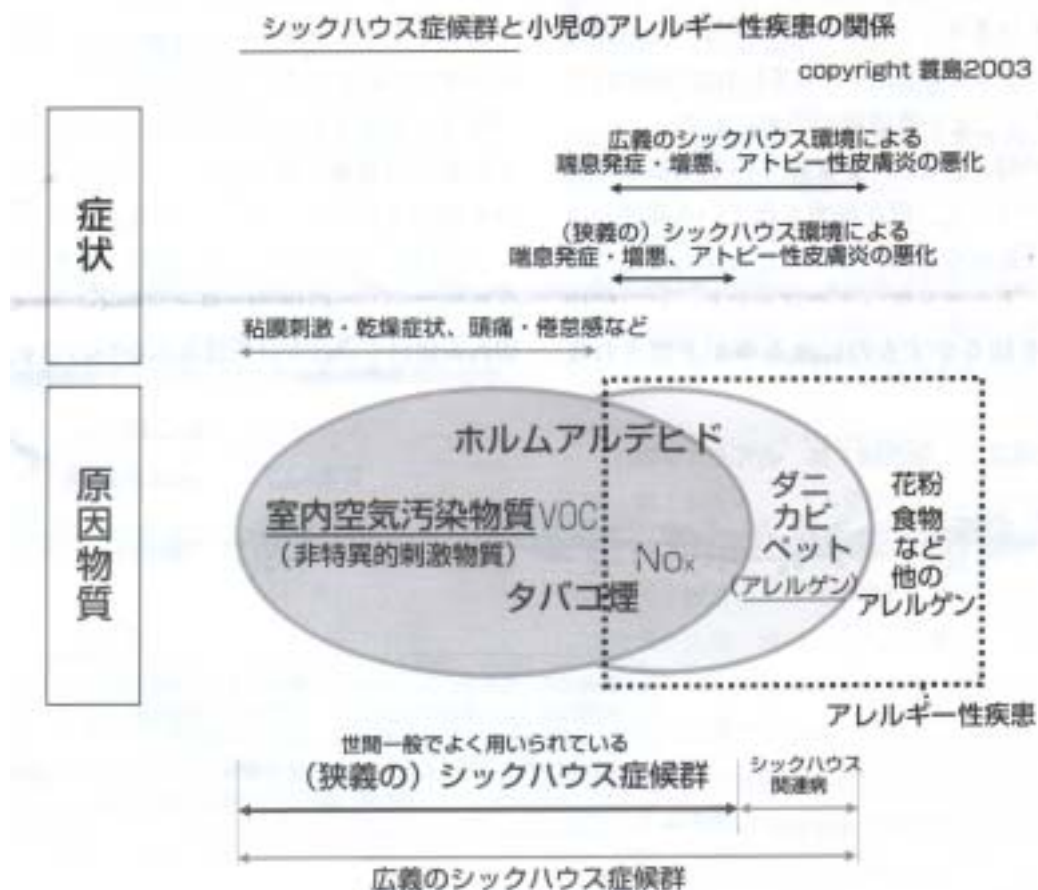 シックハウス症候群と小児のアレルギー性疾患の関係
copyright 簑島2003
症状
広義のシックハウス環境による
喘息発症・増悪、アトピー性皮膚炎の悪化
(狭義の)シックハウス環境による
喘息発症・増悪、アトピー性皮膚炎の悪化
粘膜刺激・乾燥症状、頭痛・倦怠感など
原因物質
ホルムアルデヒド
室内空気汚染物質VOC
(非特異的刺激物質)
NOx
タバコ煙
ダニ
カビ
ペット
(アレルゲン)
花粉
食物
など
他の
アレルゲン
アレルギー性疾患
世間一般でよく用いられている
(狭義の)シックハウス症候群
シックハウス
関連病
広義のシックハウス症候群